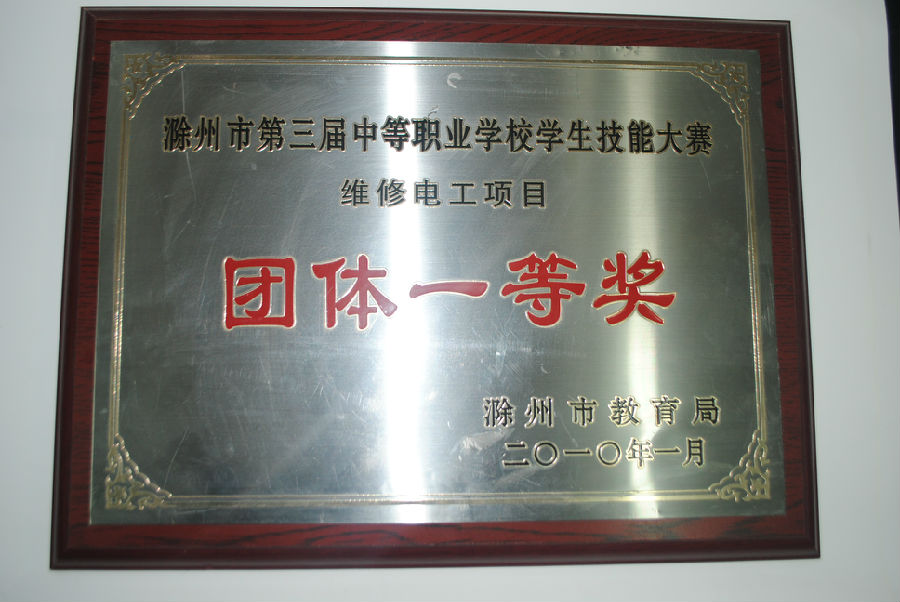 滁州市第三届中等职业学校学生技能大赛
维修电工项目
团体一等奖
滁州市教育局
二〇一〇年一月